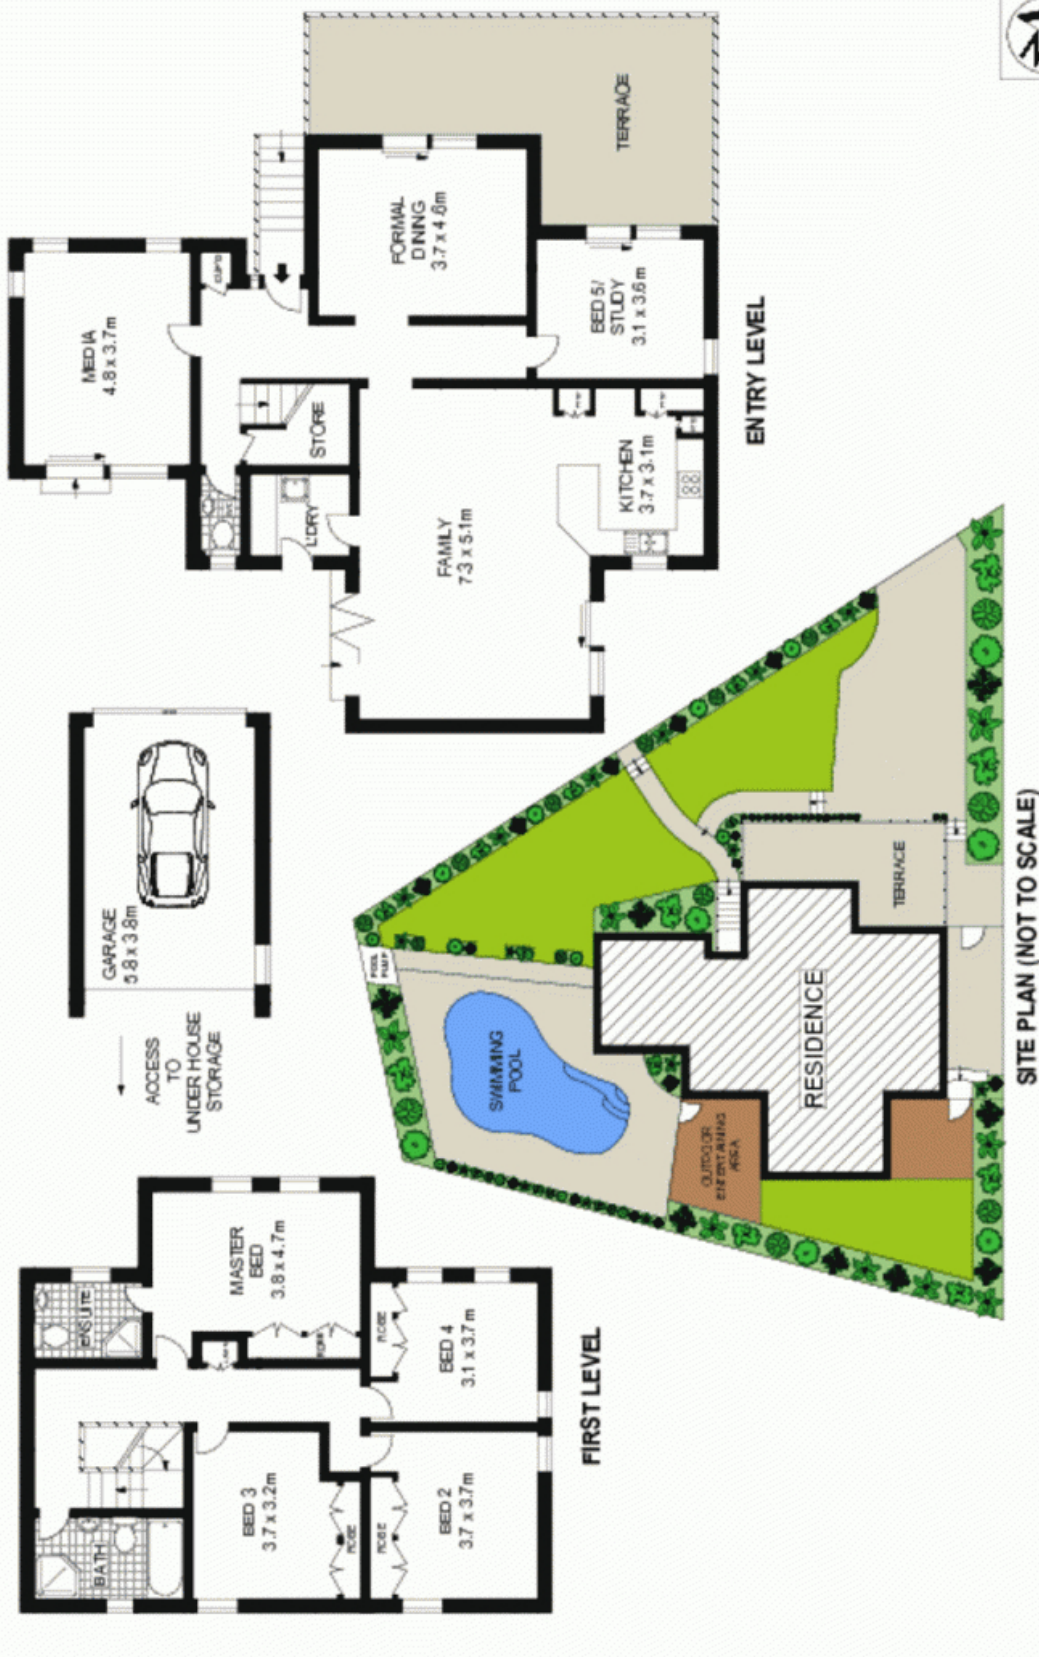 MEDIA
4.8 x 3.7m
CUP'D
FORMAL
DINING
3.7 x 4.6m
TERRACE
BED 5/
STUDY
3.1 x 3.6m
STORE
L'DRY
FAMILY
7.3 x 5.1m
KITCHEN
3.7 x 3.1m
ENTRY LEVEL
GARAGE
5.8 x 3.8m
ACCESS
TO
UNDER HOUSE
STORAGE
ENSUITE
MASTER
BED
3.8 x 4.7m
ROBE
ROBE
BED 4
3.1 x 3.7m
BATH
BED 3
3.7 x 3.2m
ROBE
ROBE
BED 2
3.7 x 3.7m
FIRST LEVEL
POOL
PUMP
SWIMMING
POOL
OUTDOOR
ENTERTAINING
AREA
RESIDENCE
TERRACE
SITE PLAN (NOT TO SCALE)